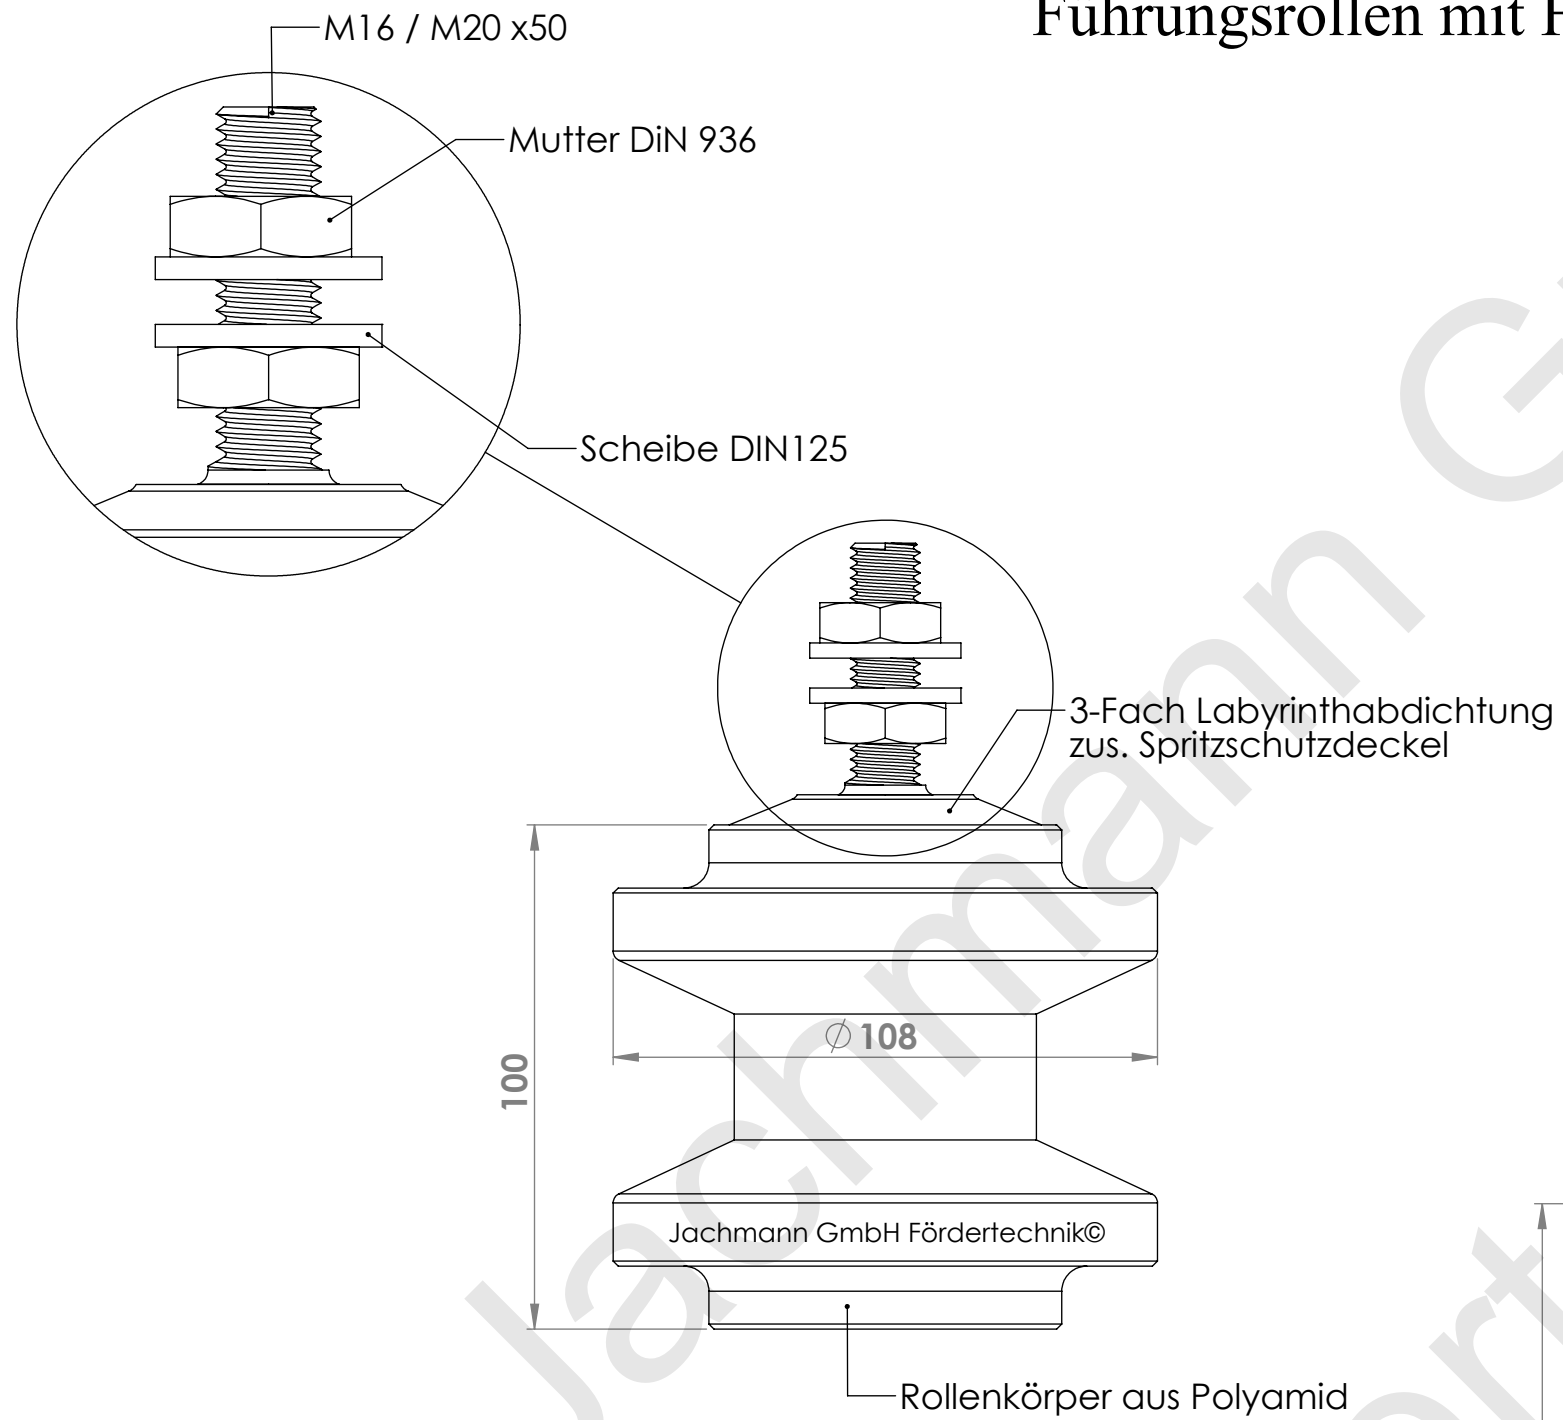 Führungsrollen mit
M16 / M20 x50
Mutter DiN 936
Scheibe DIN125
3-Fach Labyrinthabdichtung
zus. Spritzschutzdeckel
⌀ 108
100
Jachmann GmbH Fördertechnik©
Rollenkörper aus Polyamid
Jachmann